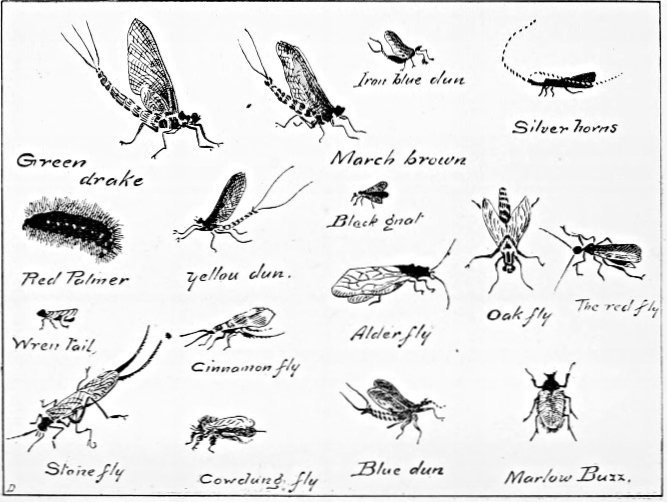 Iron blue dun
Silver horns
Green
drake
March brown
Black gnat
Red Palmer
yellow dun.
Oak fly
The red fly
Wren Tail
Cinnamon fly
Alder fly
Stone fly
Cowdung fly
Blue dun
Marlow Buzz.
D